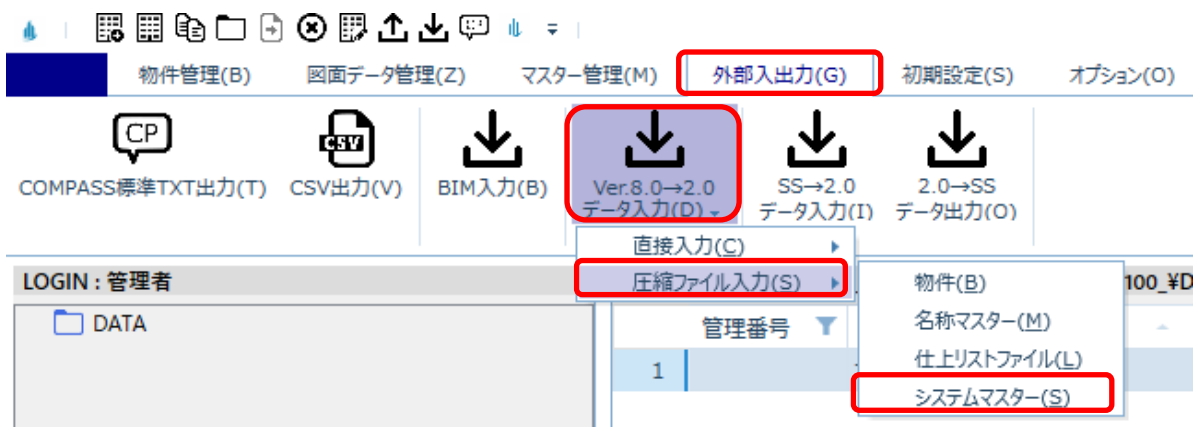 物件管理(B) 図面データ管理(Z) マスター管理(M) 外部入出力(G) 初期設定(S) オプション(O)
CP CSV
COMPASS標準TXT出力(T) CSV出力(V) BIM入力(B) Ver.8.0→2.0 SS→2.0 2.0→SS
データ入力(D) データ入力(I) データ出力(O)
直接入力(C)
LOGIN : 管理者 圧縮ファイル入力(S) 物件(B) 100_¥D
DATA 管理番号 名称マスター(M)
仕上リストファイル(L)
1
システムマスター(S)